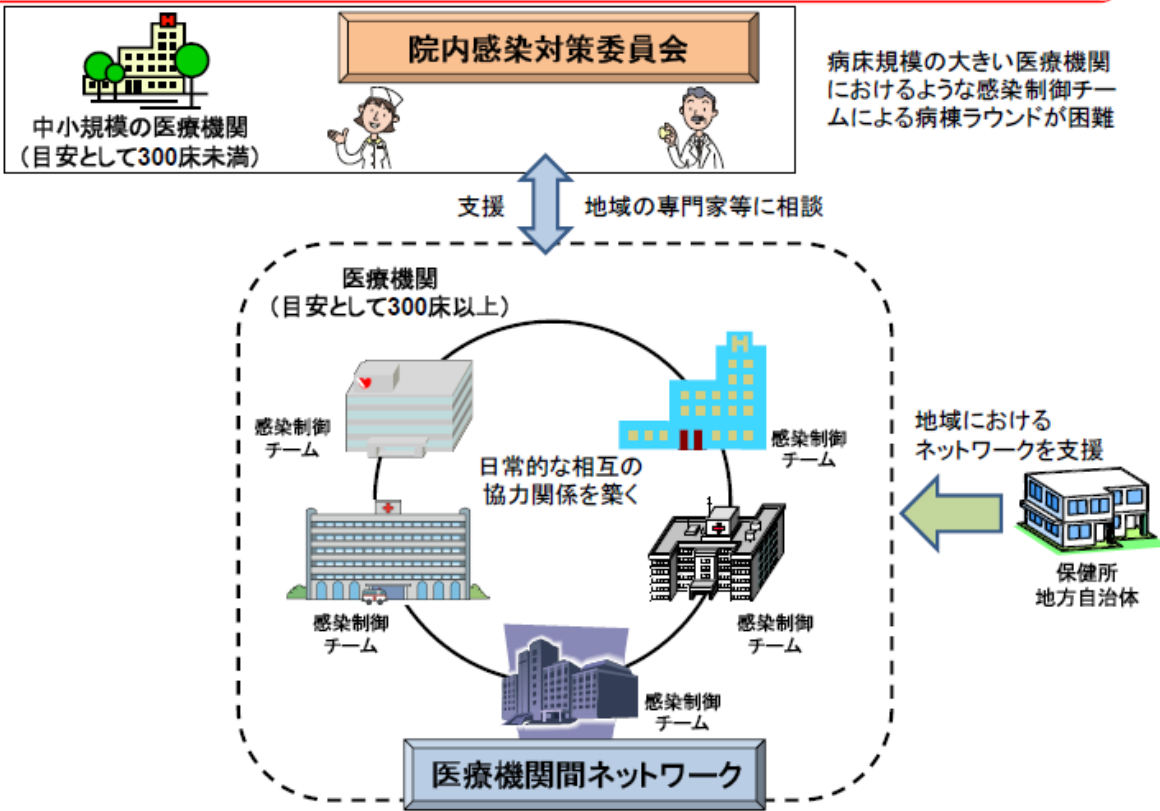 院内感染対策委員会
中小規模の医療機関
（目安として300床未満）
病床規模の大きい医療機関
におけるような感染制御チー
ムによる病棟ラウンドが困難
支援
地域の専門家等に相談
医療機関
（目安として300床以上）
感染制御
チーム
感染制御
チーム
日常的な相互の
協力関係を築く
感染制御
チーム
感染制御
チーム
感染制御
チーム
医療機関間ネットワーク
地域における
ネットワークを支援
保健所
地方自治体
H
H